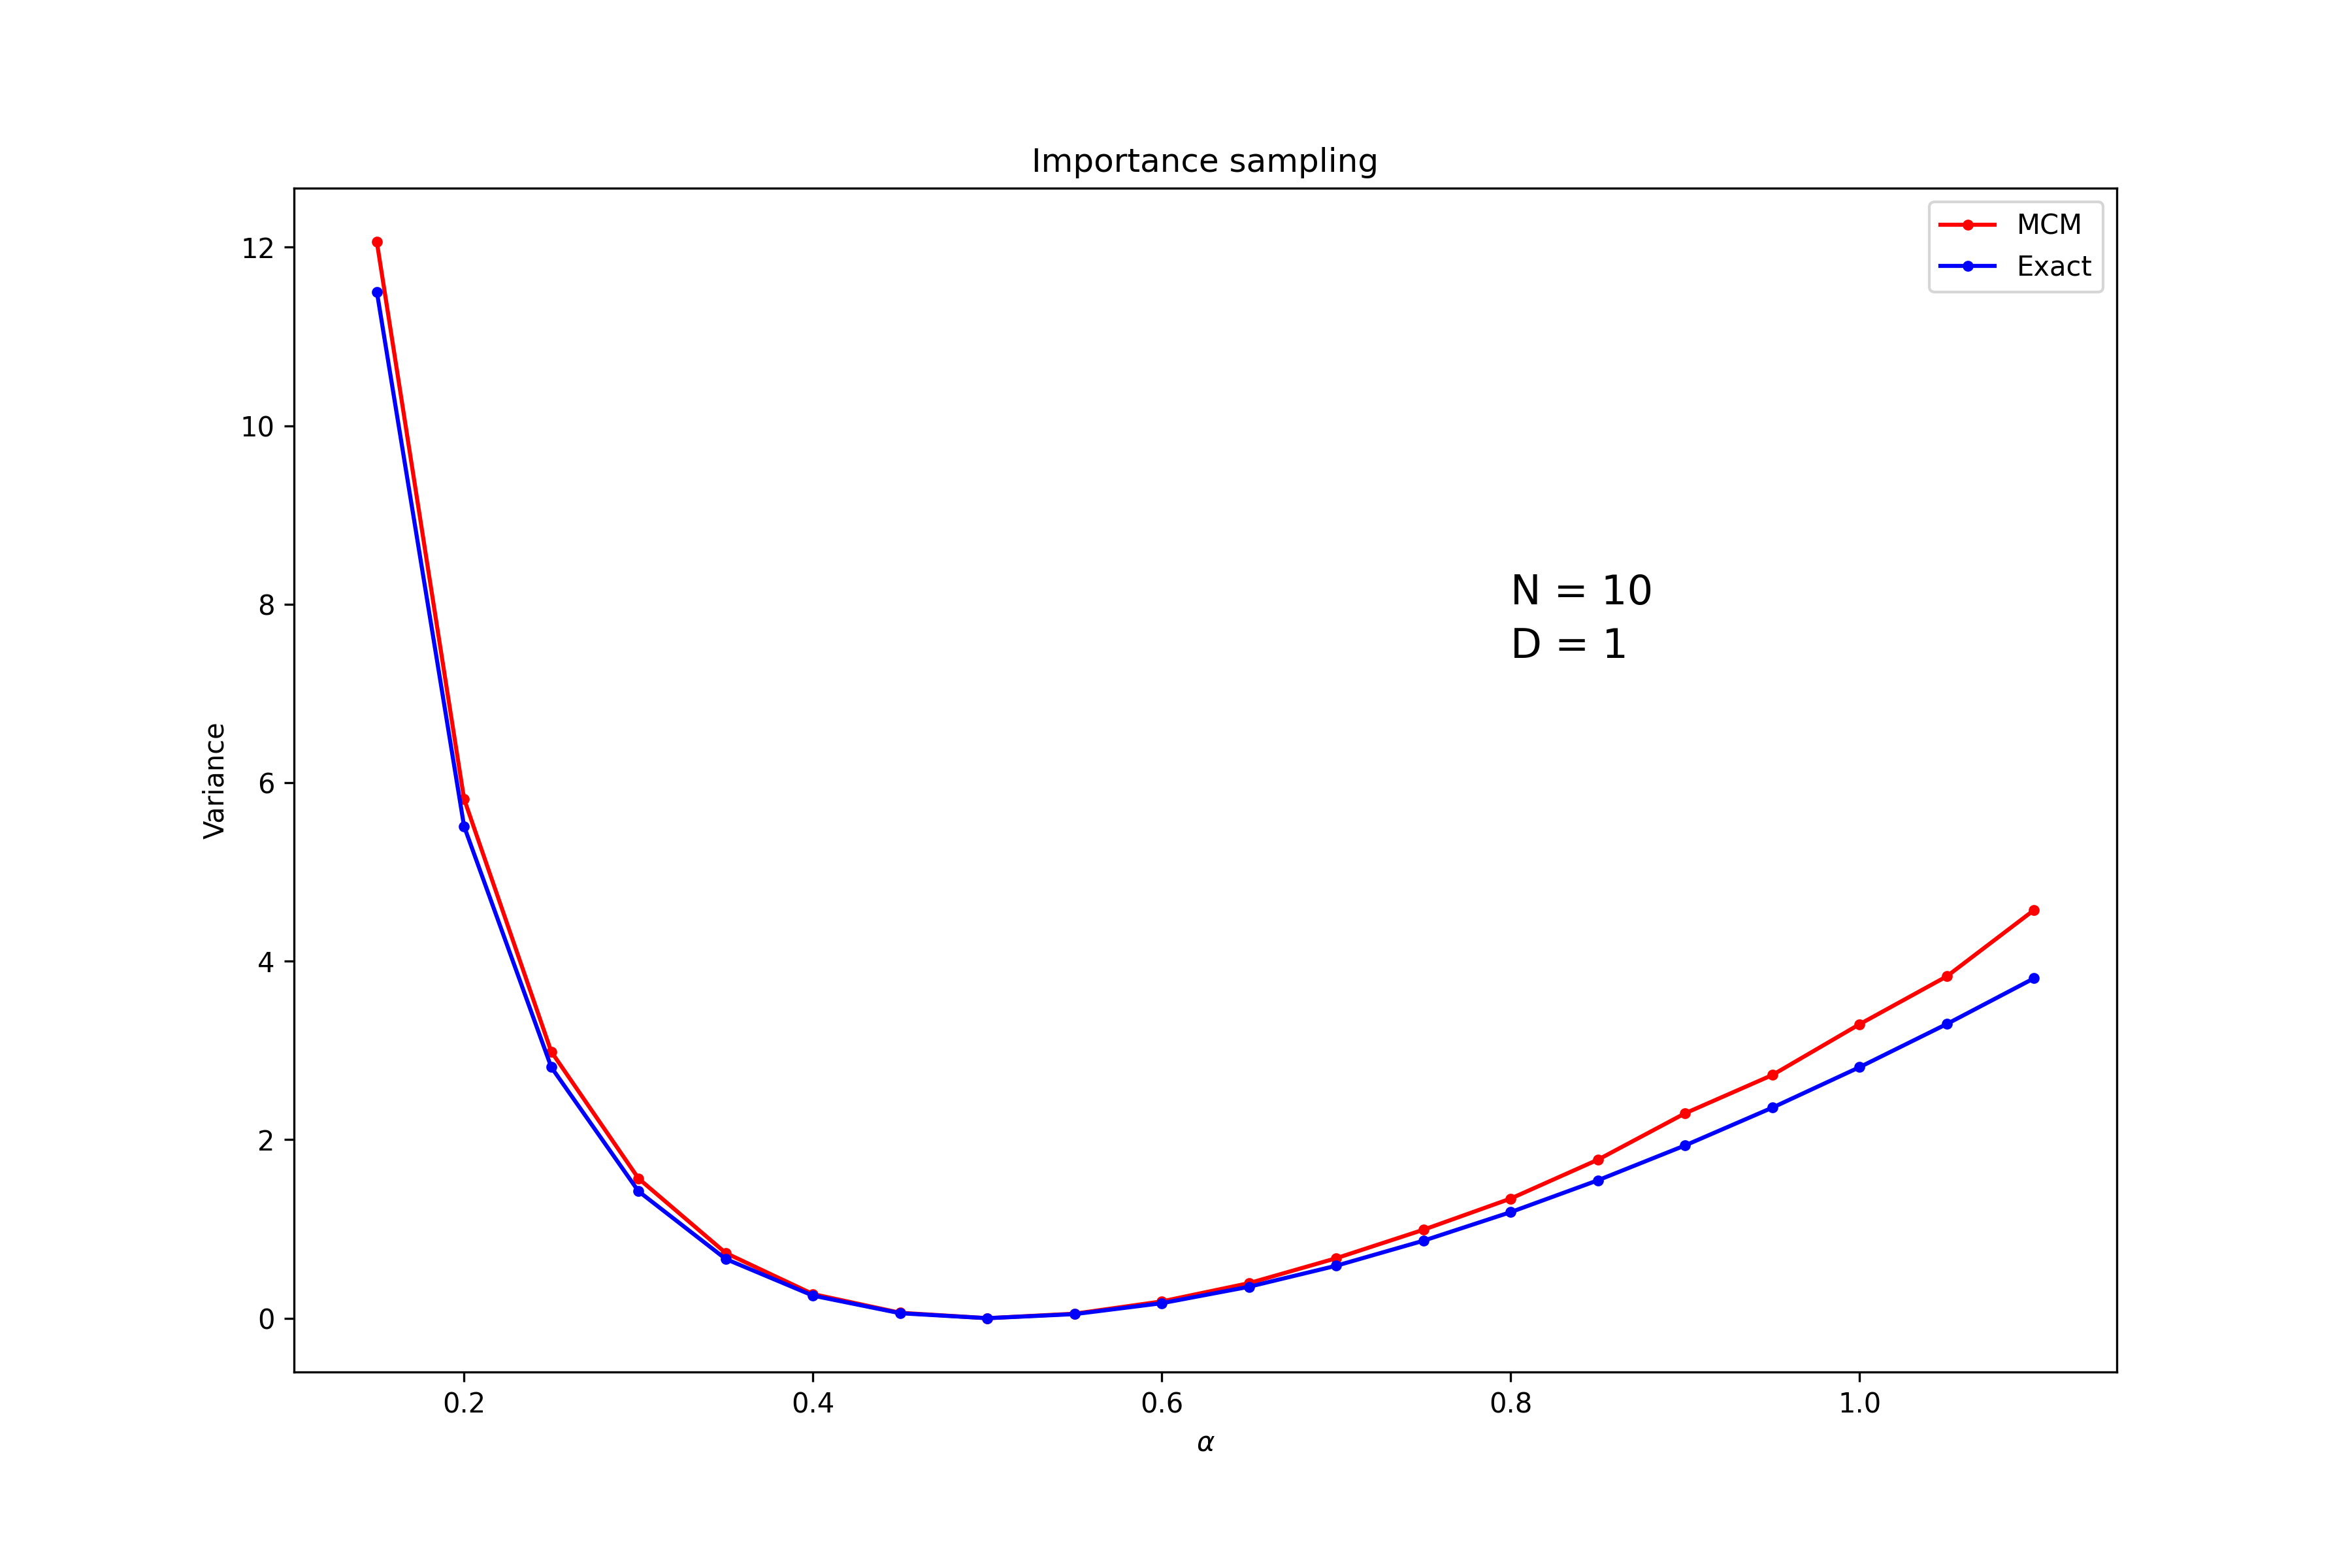 Importance sampling
MCM
Exact
12
10
8
6
4
2
0
Variance
N = 10
D = 1
0.2
0.4
0.6
0.8
1.0
α